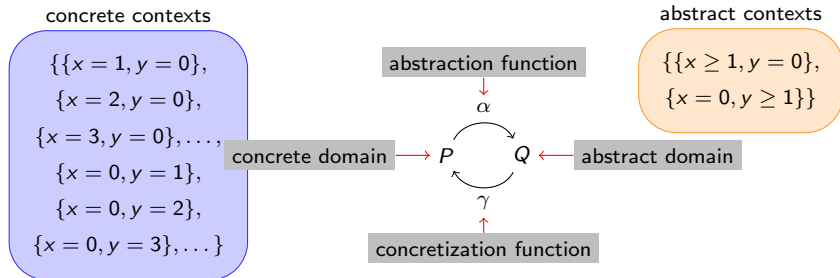 concrete contexts
{{x = 1, y = 0},
{x = 2, y = 0},
{x = 3, y = 0}, . . . ,
{x = 0, y = 1},
{x = 0, y = 2},
{x = 0, y = 3}, . . . }
abstraction function
α
concrete domain
P
Q
abstract domain
γ
concretization function
abstract contexts
{{x ≥ 1, y = 0},
{x = 0, y ≥ 1}}